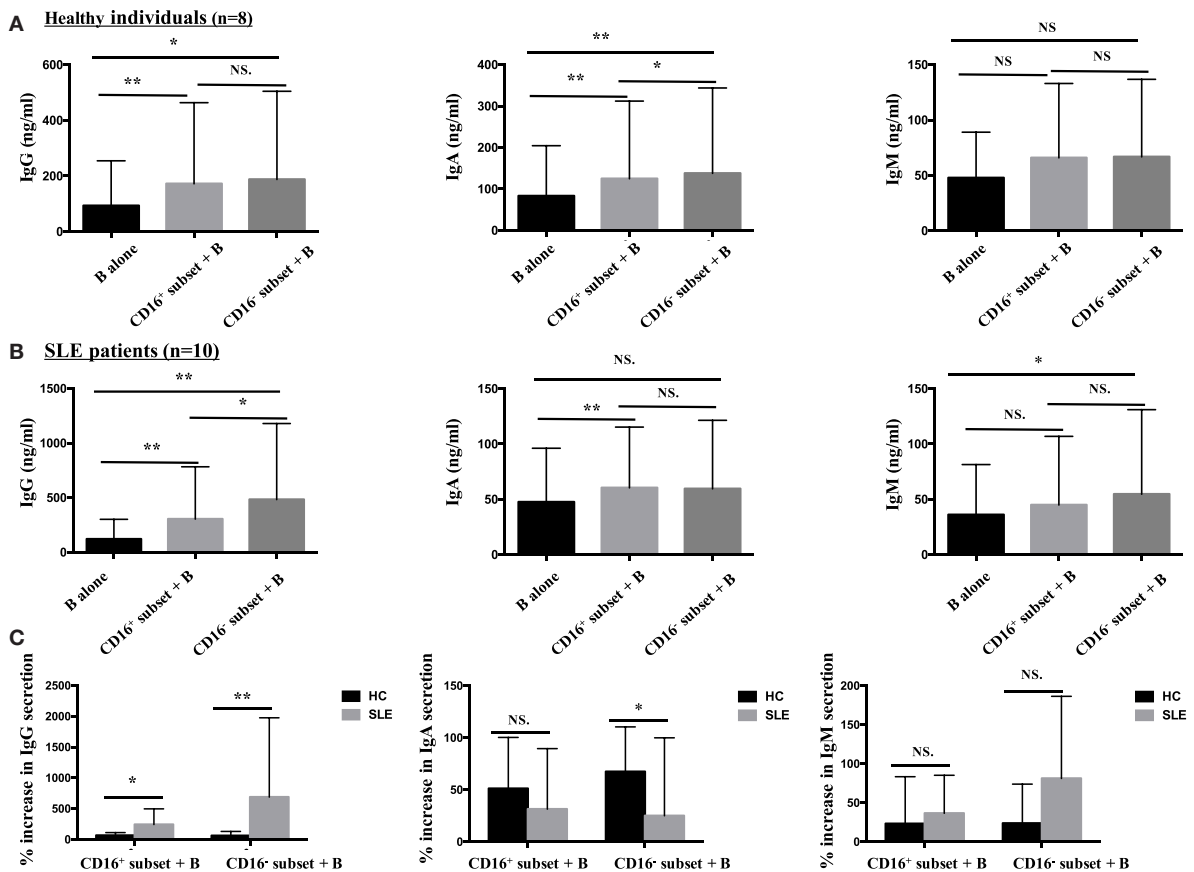 A Healthy individuals (n=8)
IgG (ng/ml)
600
400
200
0
**
*
NS.
B alone
CD16⁺ subset + B
CD16⁻ subset + B
IgA (ng/ml)
400
300
200
100
0
**
**
*
B alone
CD16⁺ subset + B
CD16⁻ subset + B
IgM (ng/ml)
150
100
50
0
NS
NS
NS
B alone
CD16⁺ subset + B
CD16⁻ subset + B
B SLE patients (n=10)
IgG (ng/ml)
1500
1000
500
0
**
*
**
B alone
CD16⁺ subset + B
CD16⁻ subset + B
IgA (ng/ml)
150
100
50
0
NS.
NS.
**
B alone
CD16⁺ subset + B
CD16⁻ subset + B
IgM (ng/ml)
150
100
50
0
*
NS.
NS.
B alone
CD16⁺ subset + B
CD16⁻ subset + B
C
% increase in IgG secretion
2500
2000
1500
1000
500
0
*
**
HC
SLE
CD16⁺ subset + B
CD16⁻ subset + B
% increase in IgA secretion
150
100
50
0
NS.
*
HC
SLE
CD16⁺ subset + B
CD16⁻ subset + B
% increase in IgM secretion
200
150
100
50
0
NS.
NS.
HC
SLE
CD16⁺ subset + B
CD16⁻ subset + B